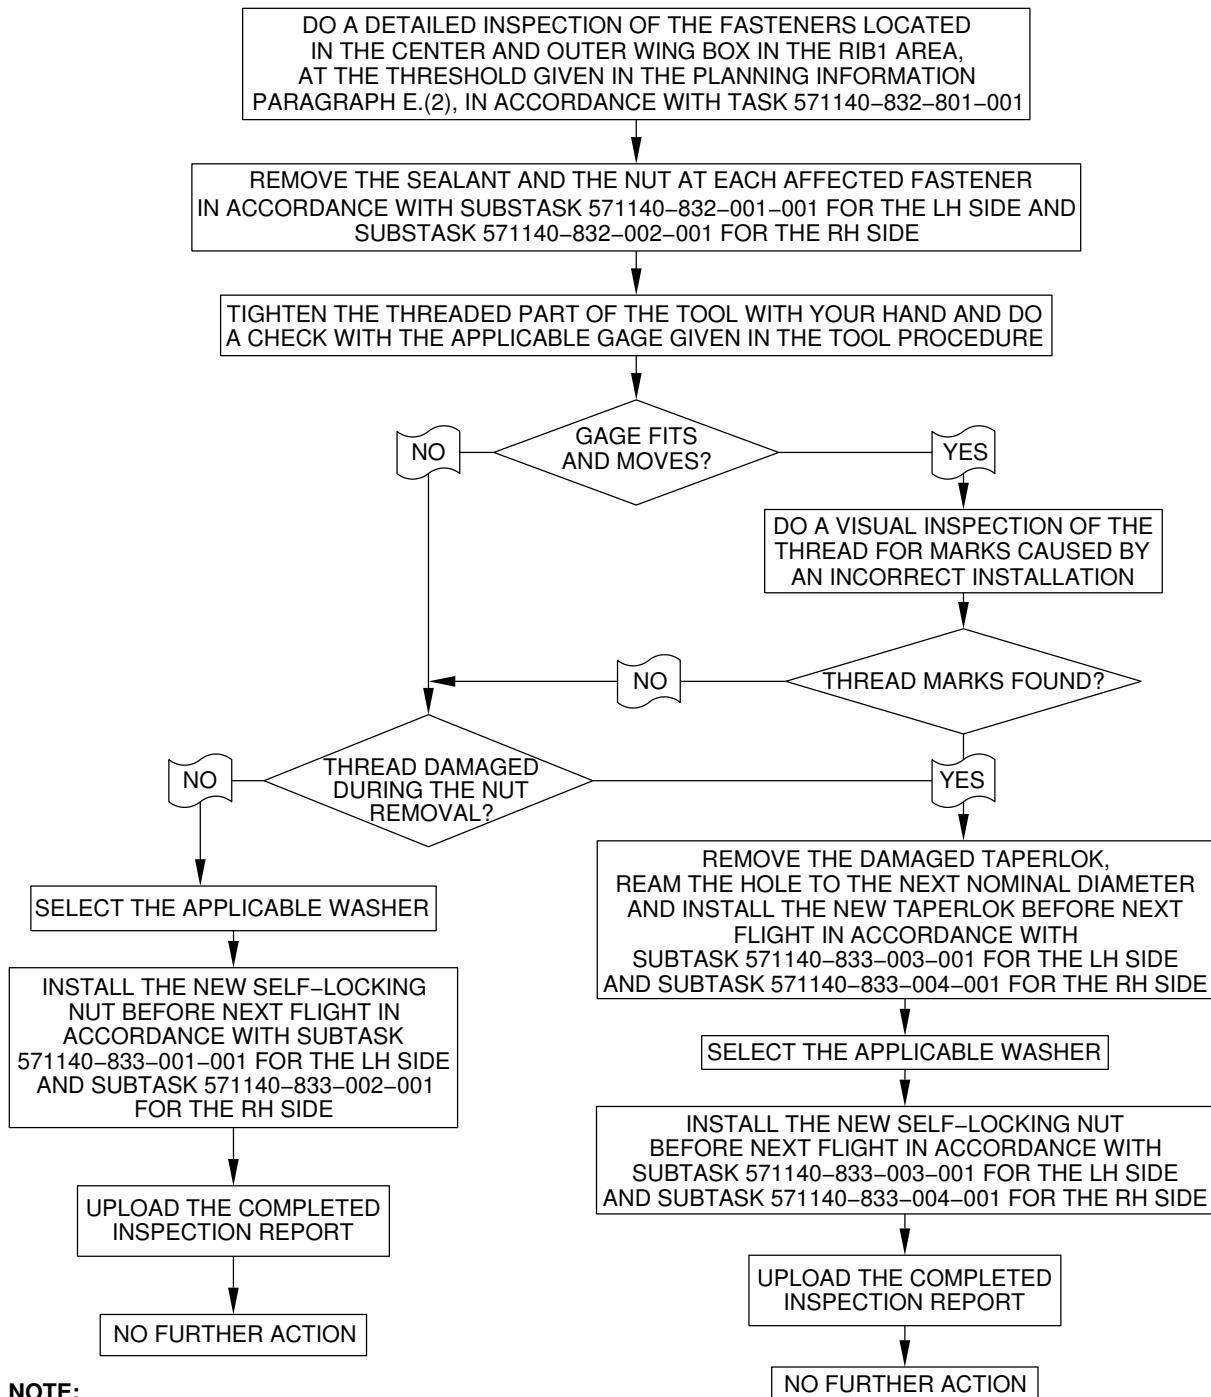 DO A DETAILED INSPECTION OF THE FASTENERS LOCATED
IN THE CENTER AND OUTER WING BOX IN THE RIB1 AREA,
AT THE THRESHOLD GIVEN IN THE PLANNING INFORMATION
PARAGRAPH E.(2), IN ACCORDANCE WITH TASK 571140−832−801−001
REMOVE THE SEALANT AND THE NUT AT EACH AFFECTED FASTENER
IN ACCORDANCE WITH SUBSTASK 571140−832−001−001 FOR THE LH SIDE AND
SUBSTASK 571140−832−002−001 FOR THE RH SIDE
TIGHTEN THE THREADED PART OF THE TOOL WITH YOUR HAND AND DO
A CHECK WITH THE APPLICABLE GAGE GIVEN IN THE TOOL PROCEDURE
GAGE FITS
AND MOVES?
NO
YES
DO A VISUAL INSPECTION OF THE
THREAD FOR MARKS CAUSED BY
AN INCORRECT INSTALLATION
NO
THREAD MARKS FOUND?
NO
THREAD DAMAGED
DURING THE NUT
REMOVAL?
YES
SELECT THE APPLICABLE WASHER
INSTALL THE NEW SELF−LOCKING
NUT BEFORE NEXT FLIGHT IN
ACCORDANCE WITH SUBTASK
571140−833−001−001 FOR THE LH SIDE
AND SUBTASK 571140−833−002−001
FOR THE RH SIDE
UPLOAD THE COMPLETED
INSPECTION REPORT
NO FURTHER ACTION
REMOVE THE DAMAGED TAPERLOK,
REAM THE HOLE TO THE NEXT NOMINAL DIAMETER
AND INSTALL THE NEW TAPERLOK BEFORE NEXT
FLIGHT IN ACCORDANCE WITH
SUBTASK 571140−833−003−001 FOR THE LH SIDE
AND SUBTASK 571140−833−004−001 FOR THE RH SIDE
SELECT THE APPLICABLE WASHER
INSTALL THE NEW SELF−LOCKING NUT
BEFORE NEXT FLIGHT IN ACCORDANCE WITH
SUBTASK 571140−833−003−001 FOR THE LH SIDE
AND SUBTASK 571140−833−004−001 FOR THE RH SIDE
UPLOAD THE COMPLETED
INSPECTION REPORT
NO FURTHER ACTION
NOTE: